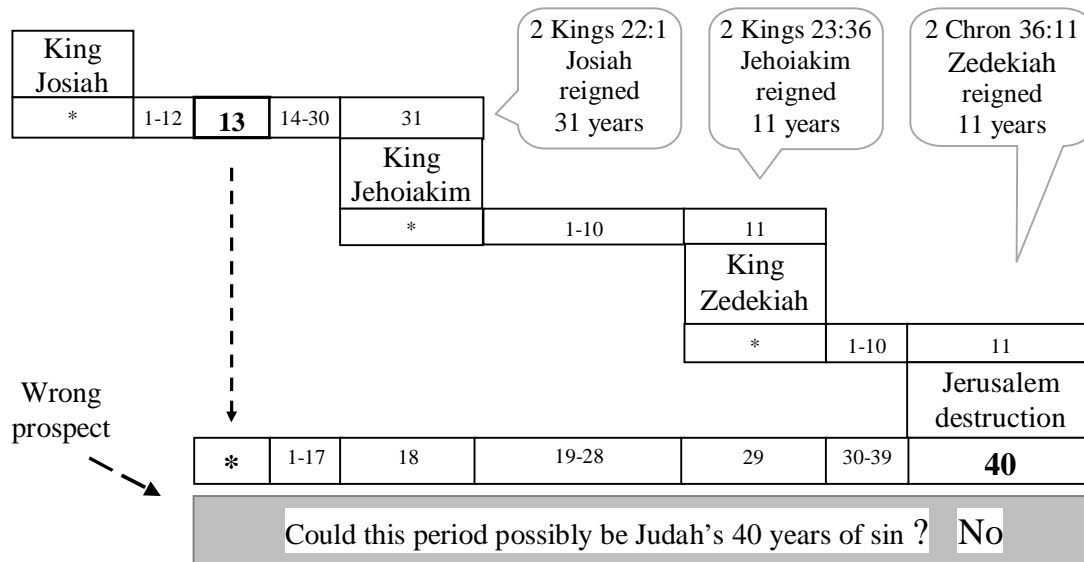 King
Josiah
2 Kings 22:1
Josiah
reigned
31 years
2 Kings 23:36
Jehoiakim
reigned
11 years
2 Chron 36:11
Zedekiah
reigned
11 years
* 1-12 13 14-30 31
King
Jehoiakim
* 1-10 11
King
Zedekiah
* 1-10 11
Jerusalem
destruction
Wrong
prospect
* 1-17 18 19-28 29 30-39 40
Could this period possibly be Judah’s 40 years of sin ? No